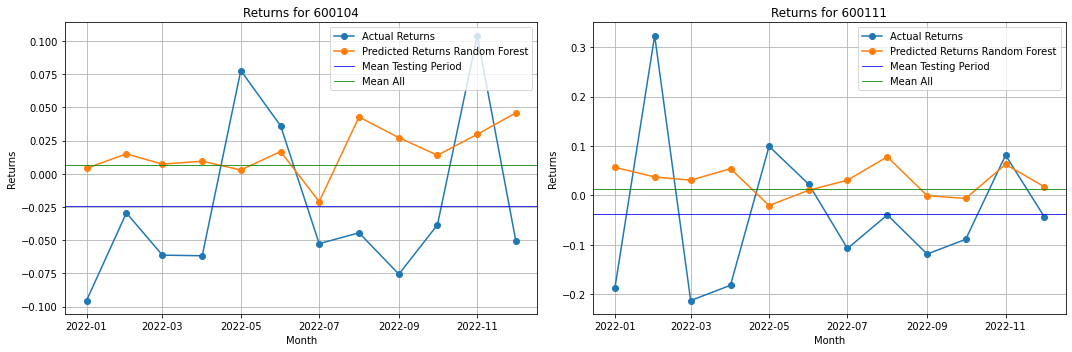 Returns for 600104
Returns
0.100
0.075
0.050
0.025
0.000
−0.025
−0.050
−0.075
−0.100
Actual Returns
Predicted Returns Random Forest
Mean Testing Period
Mean All
2022-01 2022-03 2022-05 2022-07 2022-09 2022-11
Month
Returns for 600111
Returns
0.3
0.2
0.1
0.0
−0.1
−0.2
Actual Returns
Predicted Returns Random Forest
Mean Testing Period
Mean All
2022-01 2022-03 2022-05 2022-07 2022-09 2022-11
Month